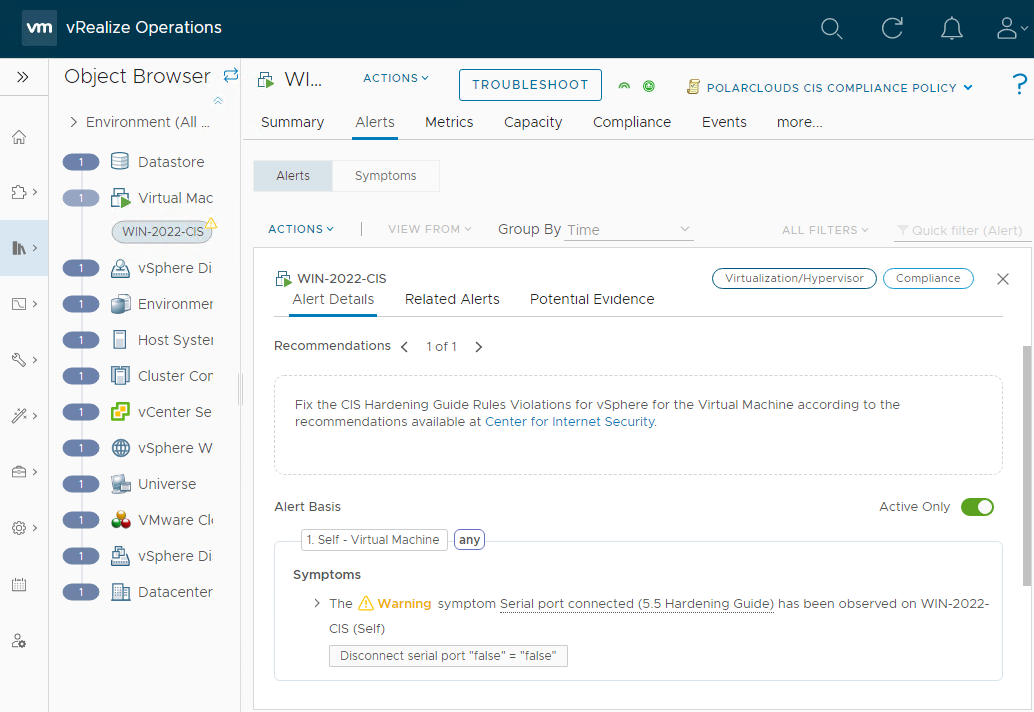 vm vRealize Operations
Object Browser
WI...
ACTIONS
TROUBLESHOOT
POLARCLOUDS CIS COMPLIANCE POLICY
?
Summary Alerts Metrics Capacity Compliance Events more...
Environment (All ...
1 Datastore
1 Virtual Mac
WIN-2022-CIS
1 vSphere Di
1 Environmer
1 Host Syster
1 Cluster Con
1 vCenter Se
1 vSphere W
1 Universe
1 VMware Cl
1 vSphere Di
1 Datacenter
Alerts Symptoms
ACTIONS | VIEW FROM Group By Time ALL FILTERS Quick filter (Alert)
WIN-2022-CIS Virtualization/Hypervisor Compliance
Alert Details Related Alerts Potential Evidence
Recommendations 1 of 1
Fix the CIS Hardening Guide Rules Violations for vSphere for the Virtual Machine according to the
recommendations available at Center for Internet Security.
Alert Basis Active Only
1. Self - Virtual Machine any
Symptoms
The Warning symptom Serial port connected (5.5 Hardening Guide) has been observed on WIN-2022-
CIS (Self)
Disconnect serial port "false" = "false"